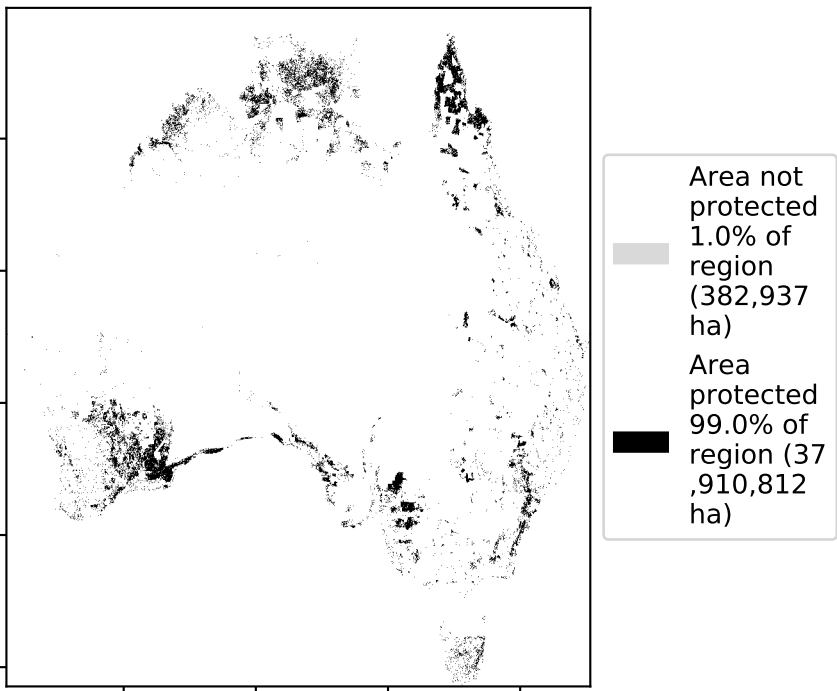 Area not
protected
1.0% of
region
(382,937
ha)
Area
protected
99.0% of
region (37
,910,812
ha)